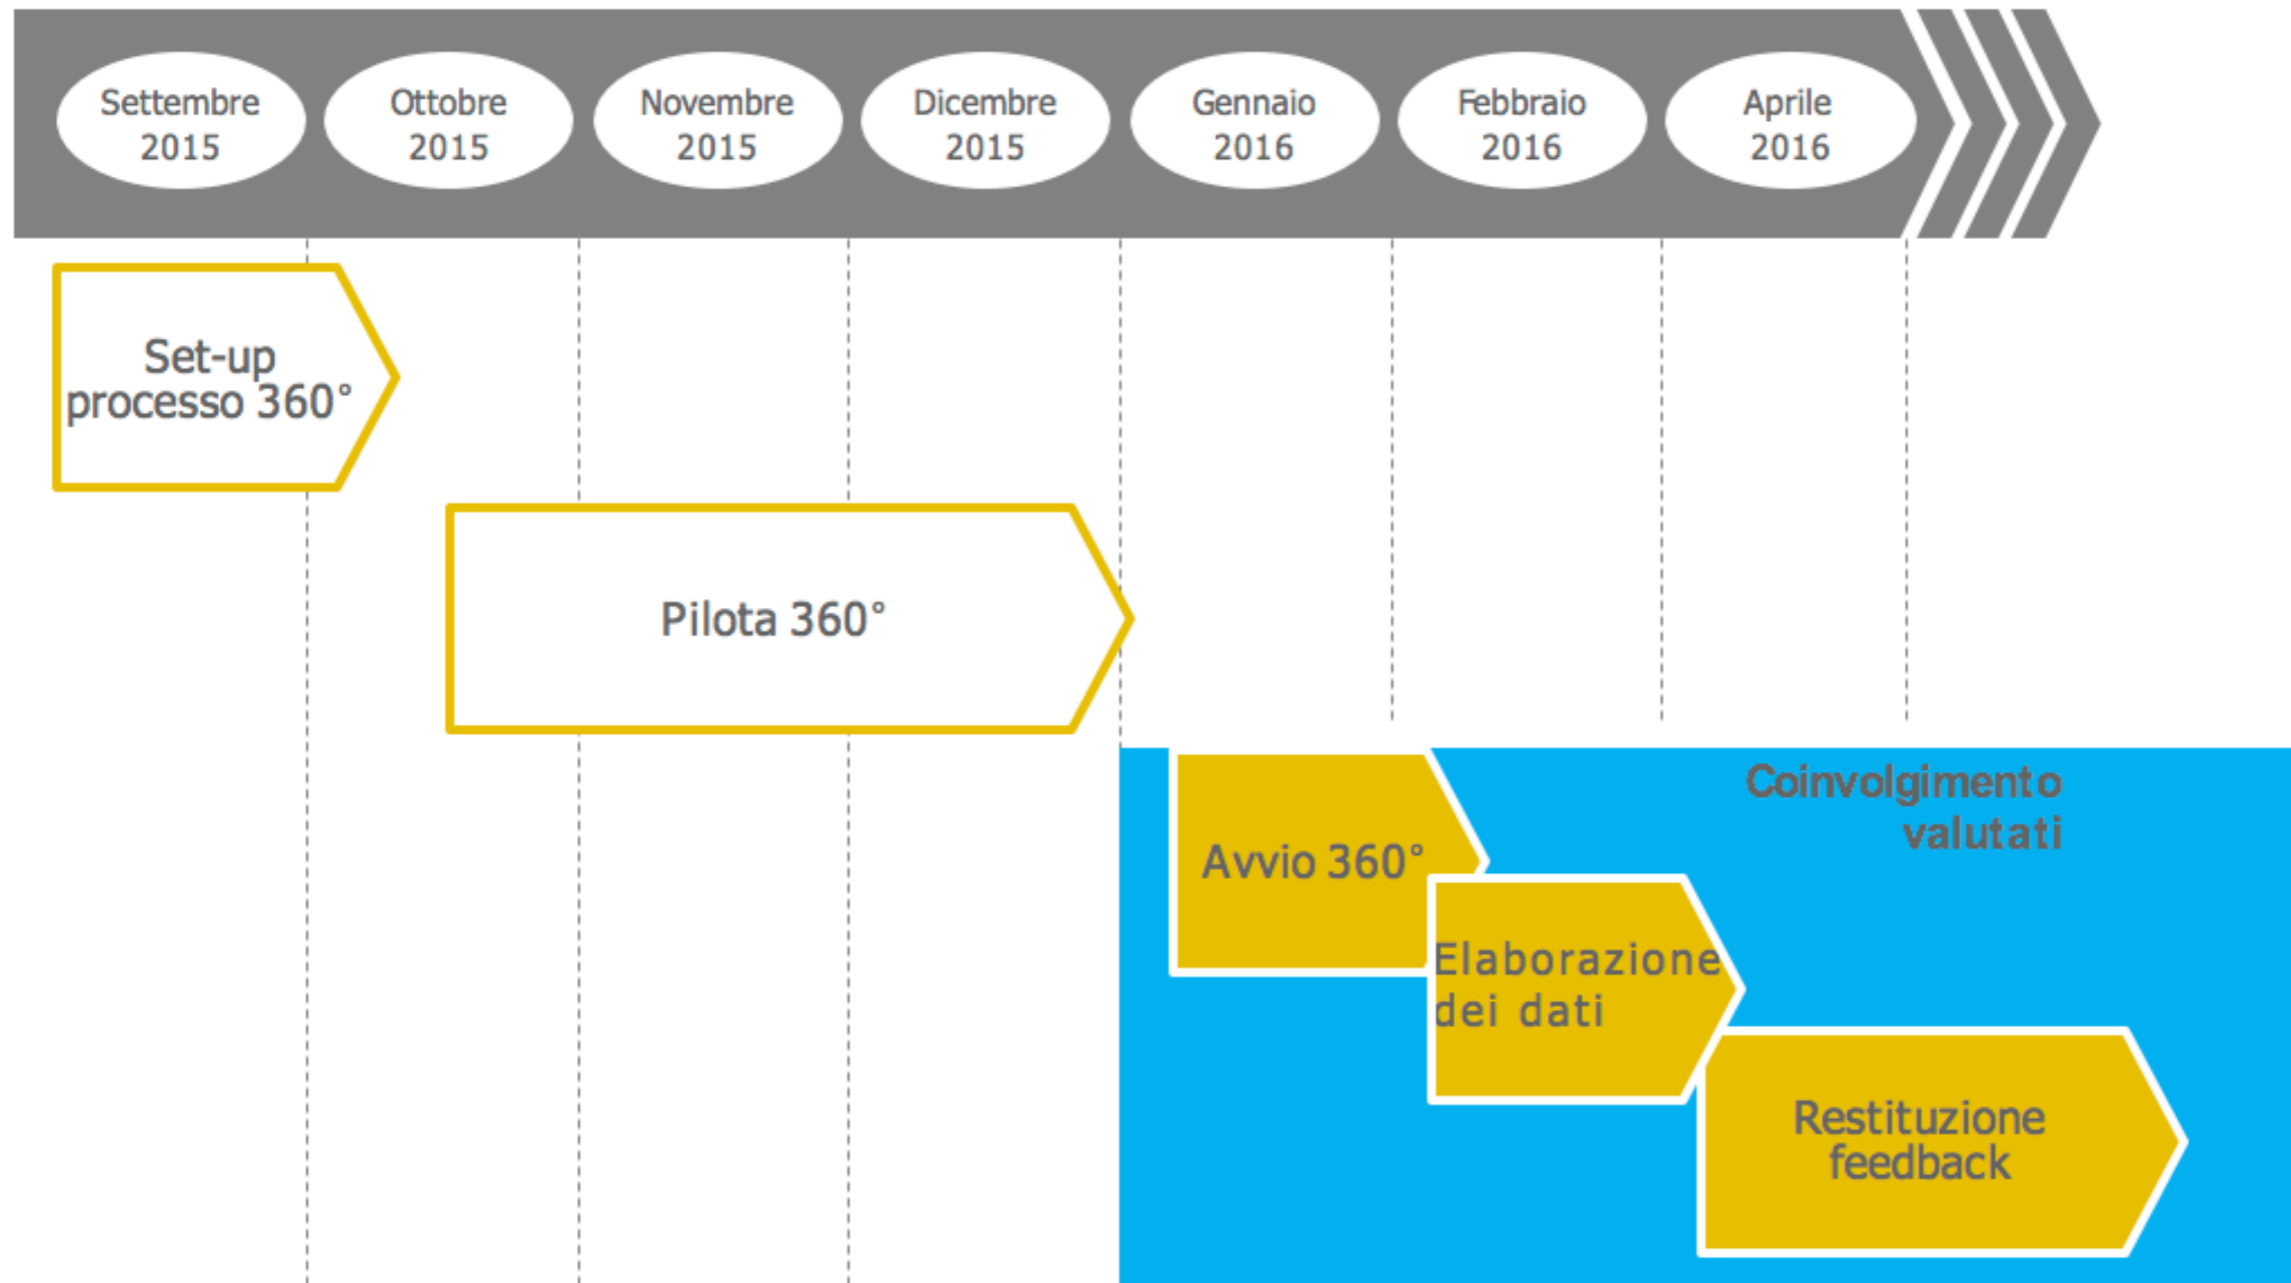 Settembre
2015
Ottobre
2015
Novembre
2015
Dicembre
2015
Gennaio
2016
Febbraio
2016
Aprile
2016
Set-up
processo 360°
Pilota 360°
Avvio 360°
Coinvolgimento
valutati
Elaborazione
dei dati
Restituzione
feedback